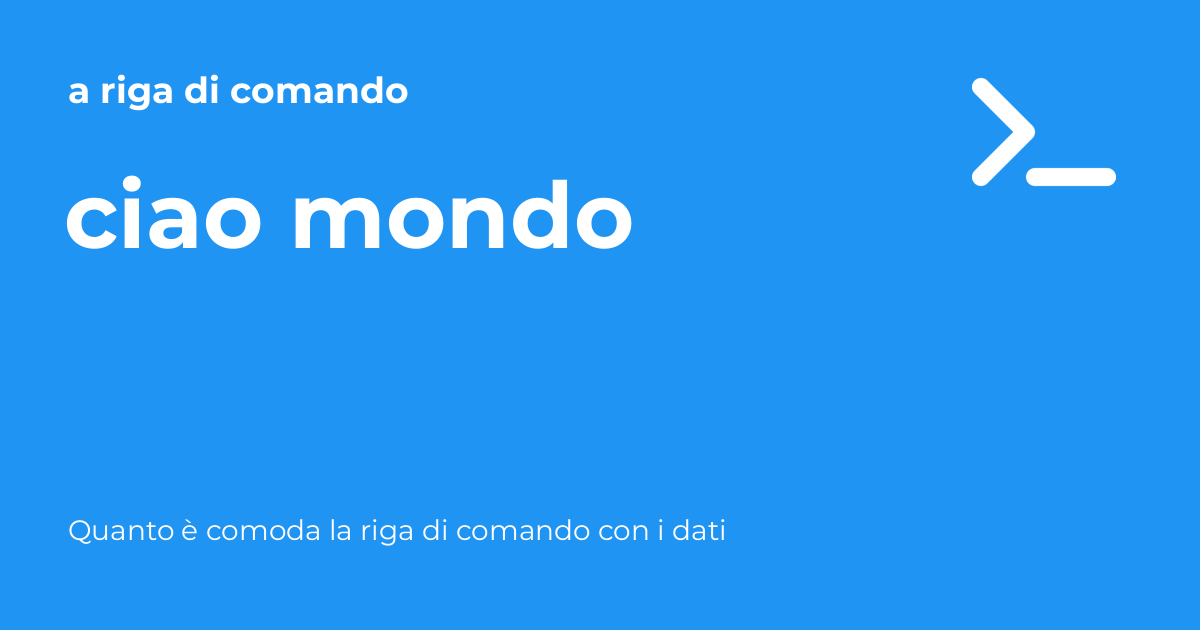 a riga di comando
ciao mondo
Quanto è comoda la riga di comando con i dati